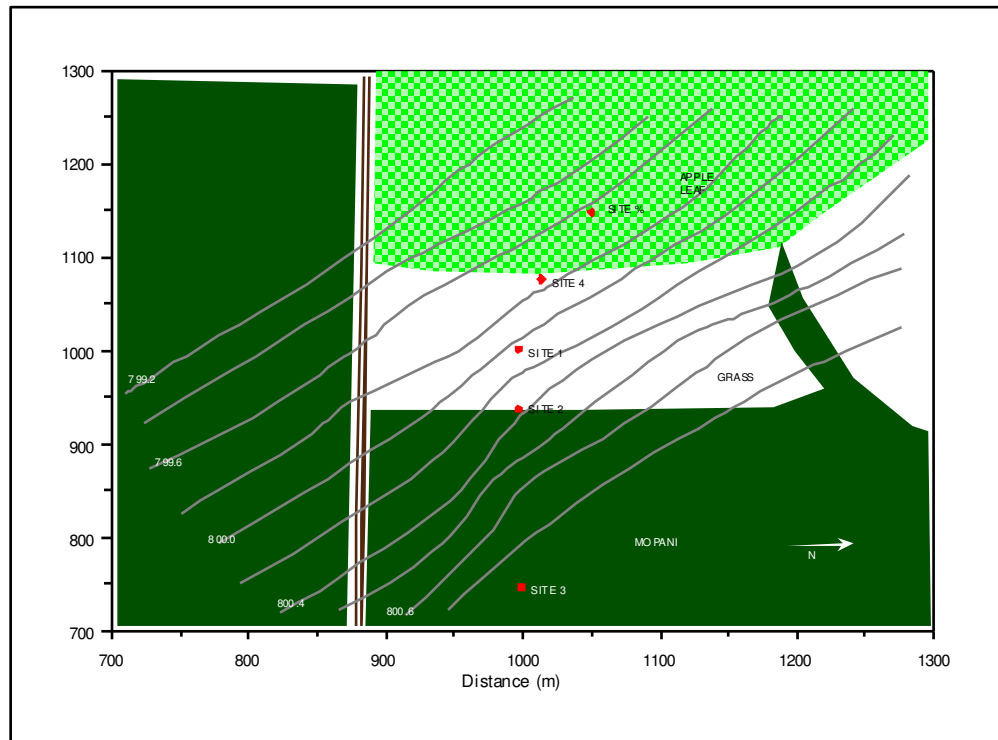 1300
1200
1100
1000
900
800
700
APPLE
LEAF
SITE %
SITE 4
SITE 1
SITE 2
SITE 3
GRASS
MOPANI
N
799.2
799.6
800.0
800.4
800.6
700
800
900
1000
1100
1200
1300
Distance (m)